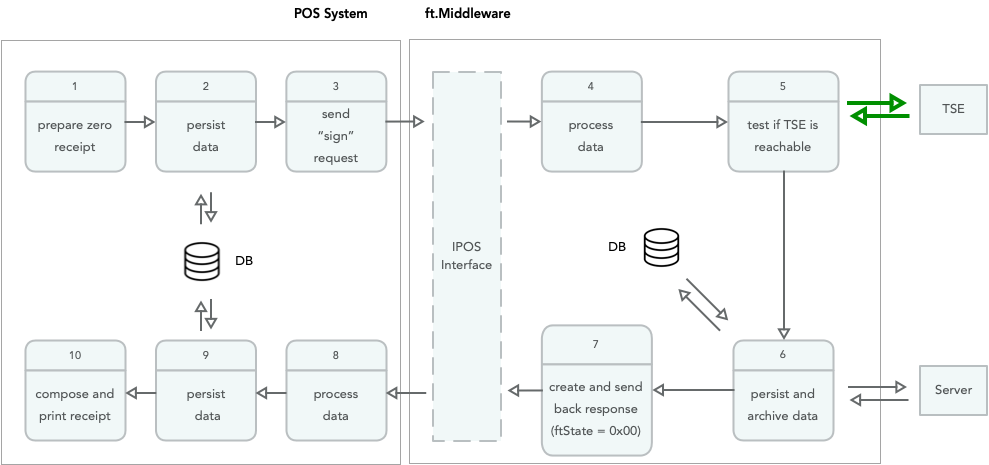 POS System
ft.Middleware
1
prepare zero
receipt
2
persist
data
3
send
“sign”
request
4
process
data
5
test if TSE is
reachable
TSE
DB
IPOS
Interface
DB
10
compose and
print receipt
9
persist
data
8
process
data
7
create and send
back response
(ftState = 0x00)
6
persist and
archive data
Server